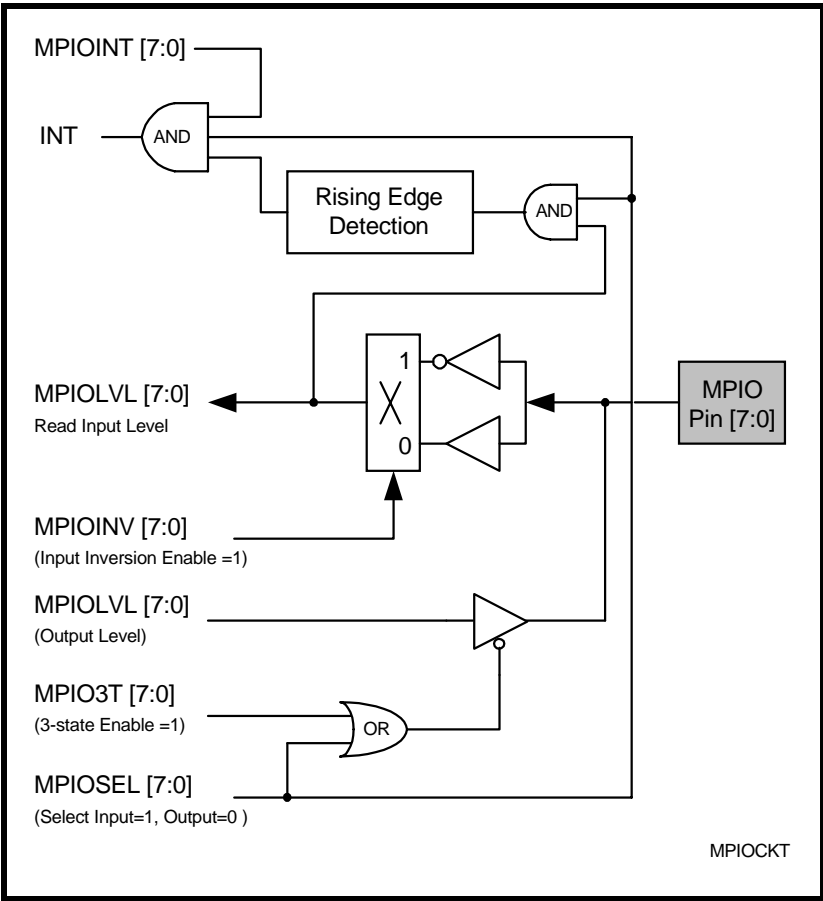 MPIOINT [7:0]
INT
AND
Rising Edge
Detection
AND
1
0
MPIOLVL [7:0]
Read Input Level
MPIO
Pin [7:0]
MPIOINV [7:0]
(Input Inversion Enable =1)
MPIOLVL [7:0]
(Output Level)
MPIO3T [7:0]
(3-state Enable =1)
OR
MPIOSEL [7:0]
(Select Input=1, Output=0 )
MPIOCKT